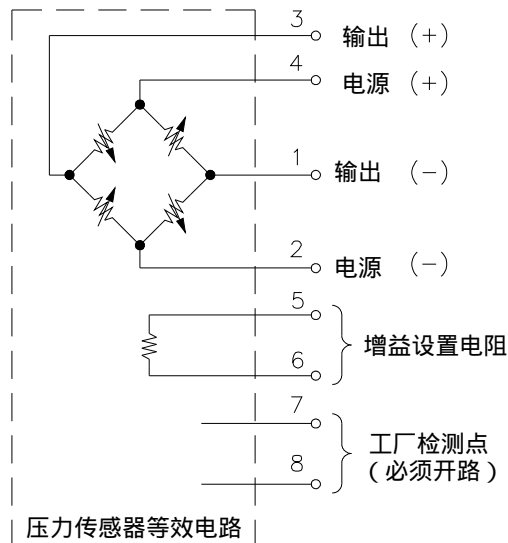 3 输出 (+)
4 电源 (+)
1 输出 (-)
2 电源 (-)
5
增益设置电阻
6
7
工厂检测点
8 (必须开路)
压力传感器等效电路